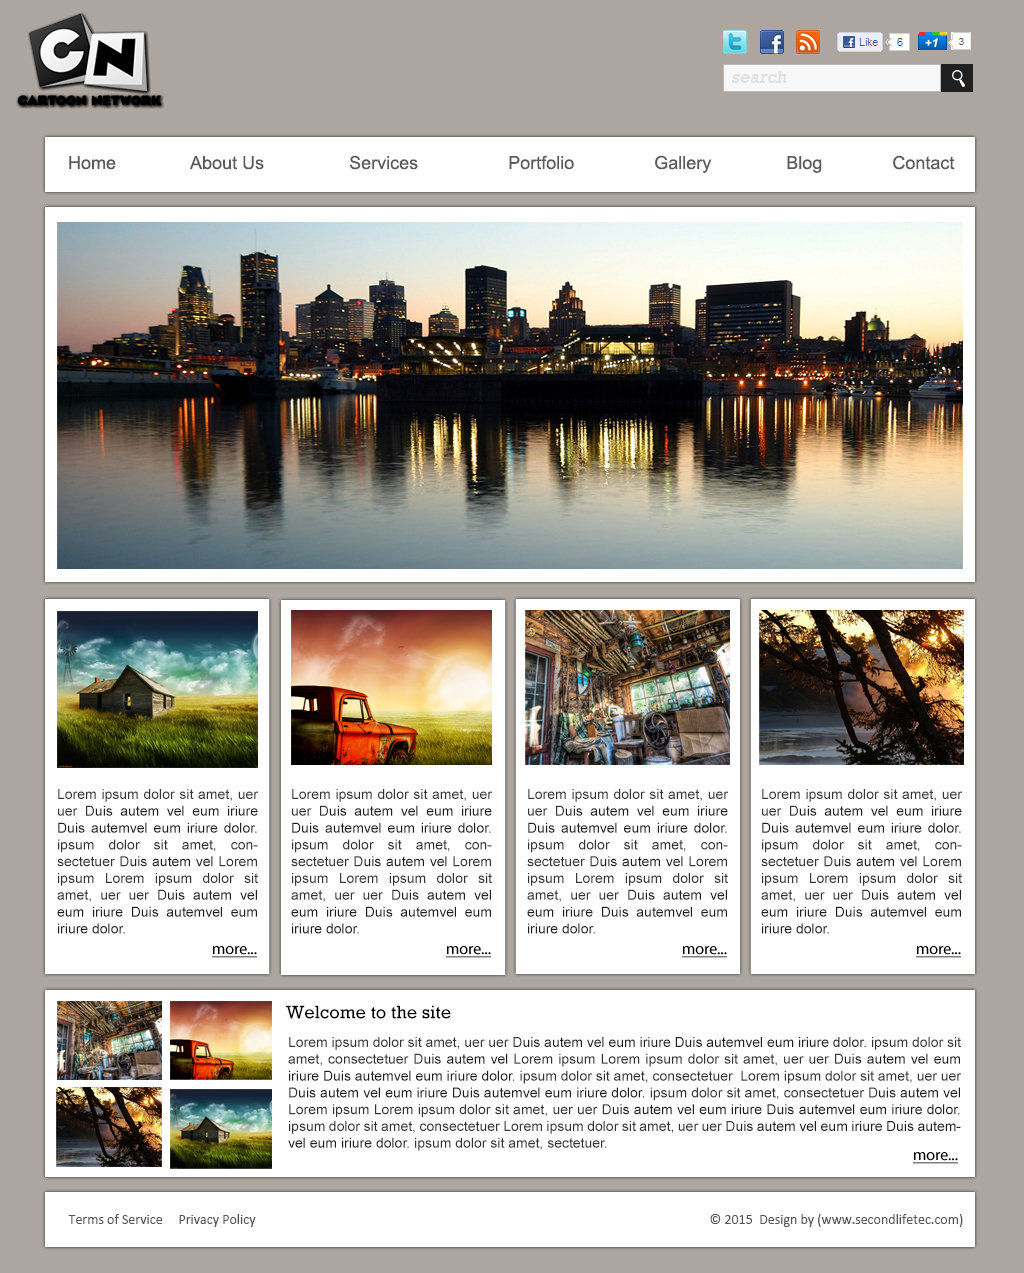 CN
CARTOON NETWORK
Like 6 +1 3
search
Home About Us Services Portfolio Gallery Blog Contact
Lorem ipsum dolor sit amet, uer
uer Duis autem vel eum iriure
Duis autemvel eum iriure dolor.
ipsum dolor sit amet, con-
sectetuer Duis autem vel Lorem
ipsum Lorem ipsum dolor sit
amet, uer uer Duis autem vel
eum iriure Duis autemvel eum
iriure dolor.
more...
Lorem ipsum dolor sit amet, uer
uer Duis autem vel eum iriure
Duis autemvel eum iriure dolor.
ipsum dolor sit amet, con-
sectetuer Duis autem vel Lorem
ipsum Lorem ipsum dolor sit
amet, uer uer Duis autem vel
eum iriure Duis autemvel eum
iriure dolor.
more...
Lorem ipsum dolor sit amet, uer
uer Duis autem vel eum iriure
Duis autemvel eum iriure dolor.
ipsum dolor sit amet, con-
sectetuer Duis autem vel Lorem
ipsum Lorem ipsum dolor sit
amet, uer uer Duis autem vel
eum iriure Duis autemvel eum
iriure dolor.
more...
Lorem ipsum dolor sit amet, uer
uer Duis autem vel eum iriure
Duis autemvel eum iriure dolor.
ipsum dolor sit amet, con-
sectetuer Duis autem vel Lorem
ipsum Lorem ipsum dolor sit
amet, uer uer Duis autem vel
eum iriure Duis autemvel eum
iriure dolor.
more...
Welcome to the site
Lorem ipsum dolor sit amet, uer uer Duis autem vel eum iriure Duis autemvel eum iriure dolor. ipsum dolor sit
amet, consectetuer Duis autem vel Lorem ipsum Lorem ipsum dolor sit amet, uer uer Duis autem vel eum
iriure Duis autemvel eum iriure dolor. ipsum dolor sit amet, consectetuer Lorem ipsum dolor sit amet, uer uer
Duis autem vel eum iriure Duis autemvel eum iriure dolor. ipsum dolor sit amet, consectetuer Duis autem vel
Lorem ipsum Lorem ipsum dolor sit amet, uer uer Duis autem vel eum iriure Duis autemvel eum iriure dolor.
ipsum dolor sit amet, consectetuer Lorem ipsum dolor sit amet, uer uer Duis autem vel eum iriure Duis autem-
vel eum iriure dolor. ipsum dolor sit amet, sectetuer.
more...
Terms of Service Privacy Policy © 2015 Design by (www.secondlifetec.com)